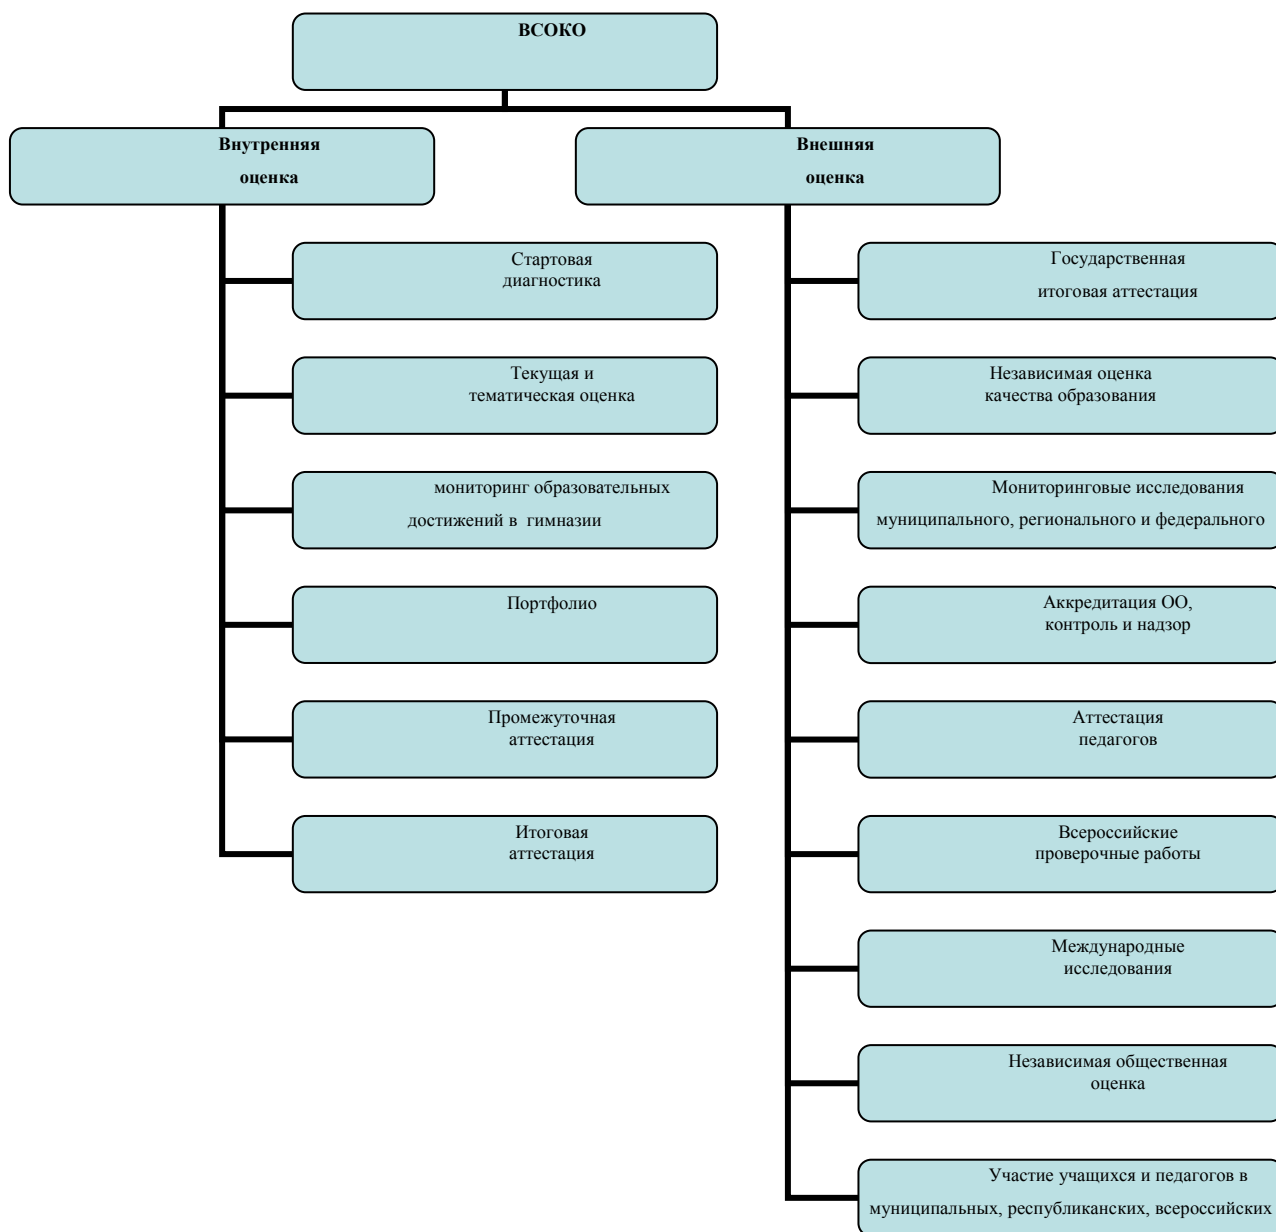 ВСОКО
Внутренняя
оценка
Внешняя
оценка
Стартовая
диагностика
Текущая и
тематическая оценка
мониторинг образовательных
достижений в гимназии
Портфолио
Промежуточная
аттестация
Итоговая
аттестация
Государственная
итоговая аттестация
Независимая оценка
качества образования
Мониторинговые исследования
муниципального, регионального и федерального
Аккредитация ОО,
контроль и надзор
Аттестация
педагогов
Всероссийские
проверочные работы
Международные
исследования
Независимая общественная
оценка
Участие учащихся и педагогов в
муниципальных, республиканских, всероссийских